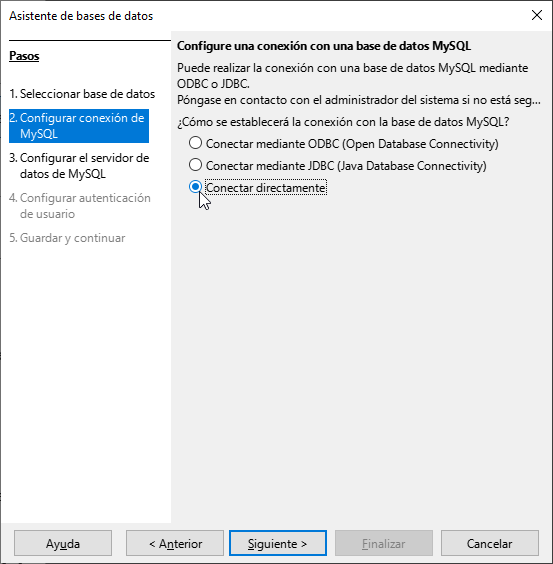 Asistente de bases de datos
Pasos
1. Seleccionar base de datos
2. Configurar conexión de
MySQL
3. Configurar el servidor de
datos de MySQL
4. Configurar autenticación
de usuario
5. Guardar y continuar
Configure una conexión con una base de datos MySQL
Puede realizar la conexión con una base de datos MySQL mediante
ODBC o JDBC.
Póngase en contacto con el administrador del sistema si no está seg...
¿Cómo se establecerá la conexión con la base de datos MySQL?
Conectar mediante ODBC (Open Database Connectivity)
Conectar mediante JDBC (Java Database Connectivity)
Conectar directamente
Ayuda
< Anterior
Siguiente >
Finalizar
Cancelar